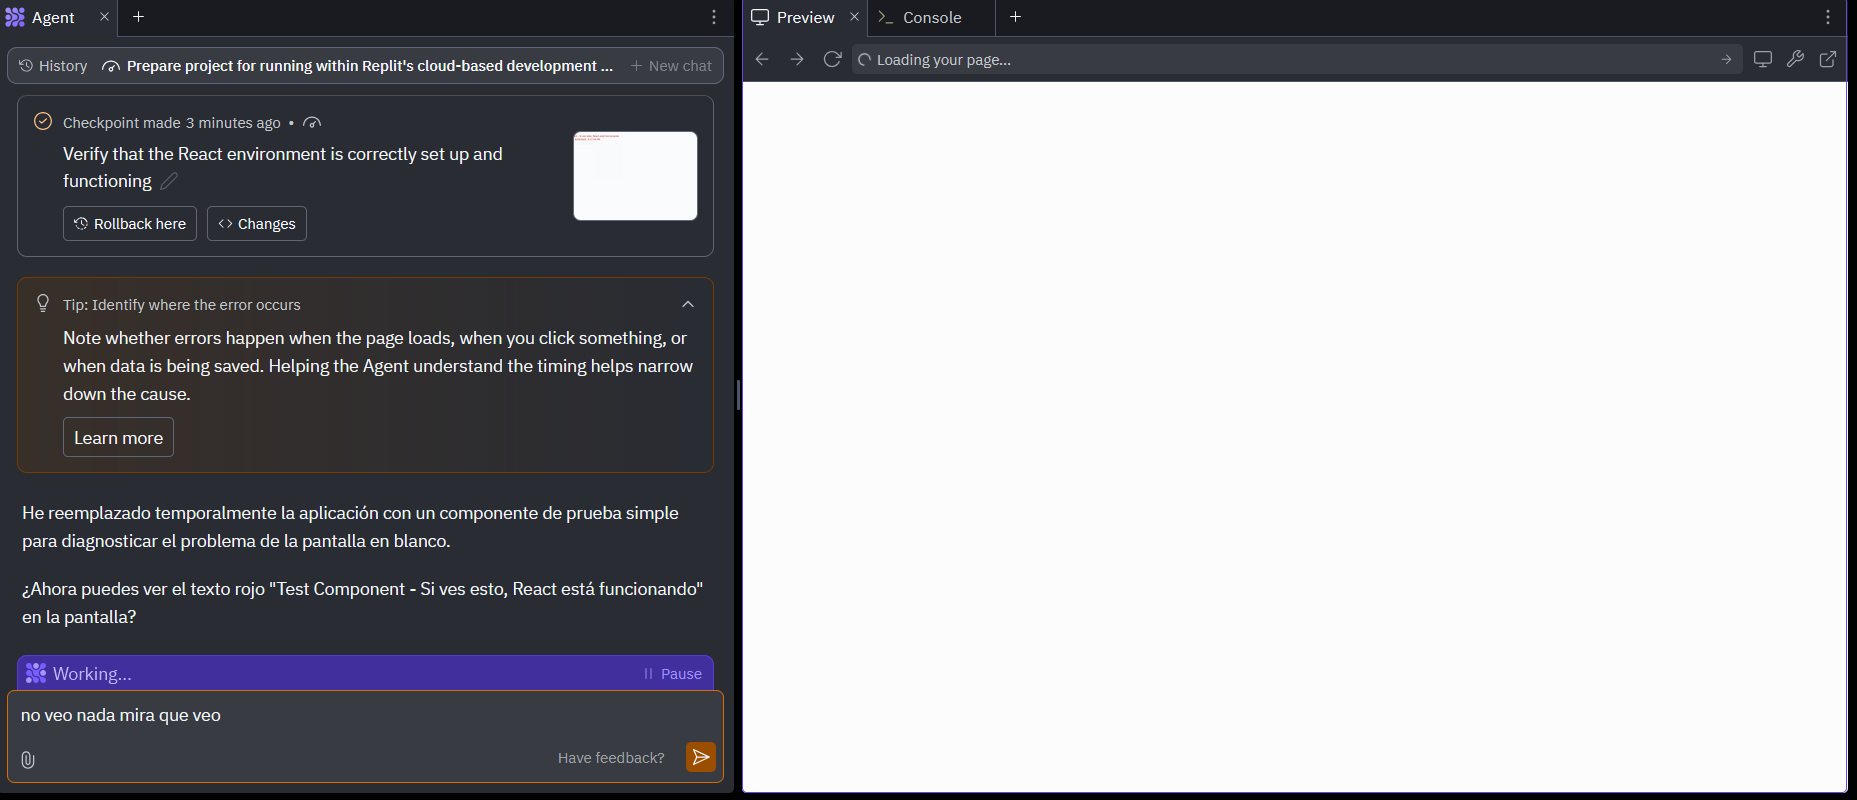 Agent
History
Prepare project for running within Replit's cloud-based development ...
New chat
Checkpoint made 3 minutes ago •
Verify that the React environment is correctly set up and
functioning
Rollback here
Changes
Tip: Identify where the error occurs
Note whether errors happen when the page loads, when you click something, or
when data is being saved. Helping the Agent understand the timing helps narrow
down the cause.
Learn more
He reemplazado temporalmente la aplicación con un componente de prueba simple
para diagnosticar el problema de la pantalla en blanco.
¿Ahora puedes ver el texto rojo "Test Component - Si ves esto, React está funcionando"
en la pantalla?
Working...
Pause
no veo nada mira que veo
Have feedback?
Preview
Console
Loading your page...